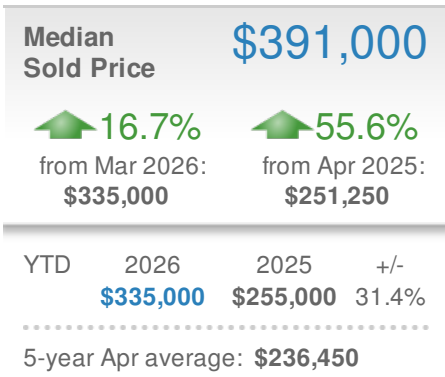 Median $391,000
Sold Price
16.7% 55.6%
from Mar 2026: from Apr 2025:
$335,000 $251,250
YTD 2026 2025 +/-
$335,000 $255,000 31.4%
5-year Apr average: $236,450